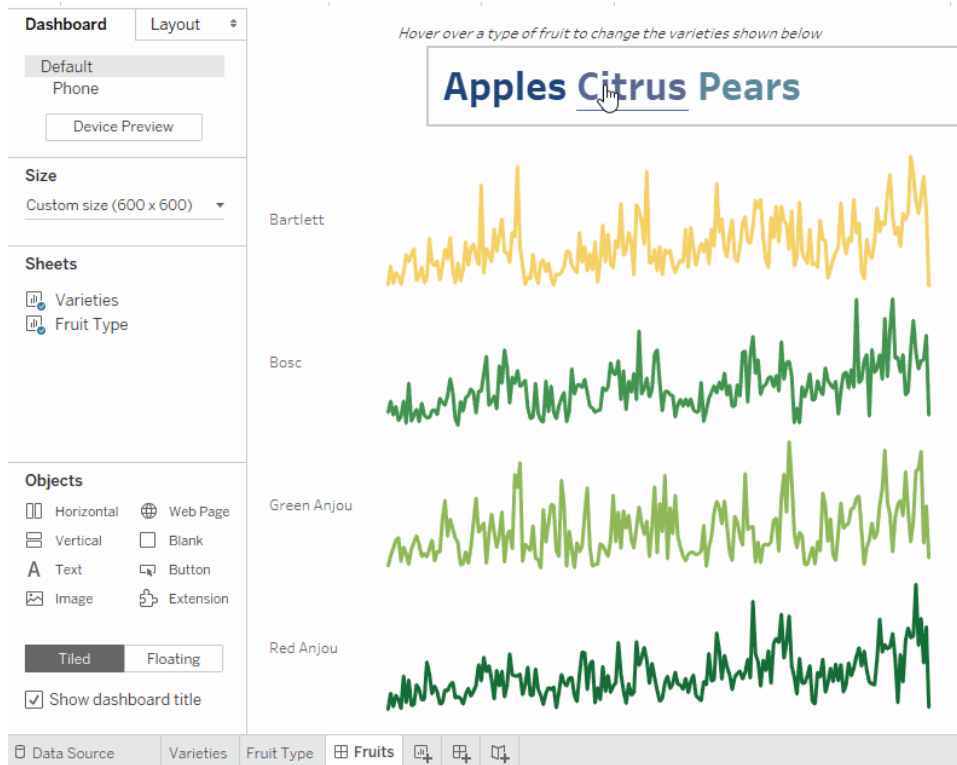 Dashboard Layout
Default
Phone
Device Preview
Size
Custom size (600 x 600)
Sheets
Varieties
Fruit Type
Objects
Horizontal Web Page
Vertical Blank
A Text Button
Image Extension
Tiled Floating
Show dashboard title
Hover over a type of fruit to change the varieties shown below
Apples Citrus Pears
Bartlett
Bosc
Green Anjou
Red Anjou
Data Source Varieties Fruit Type Fruits